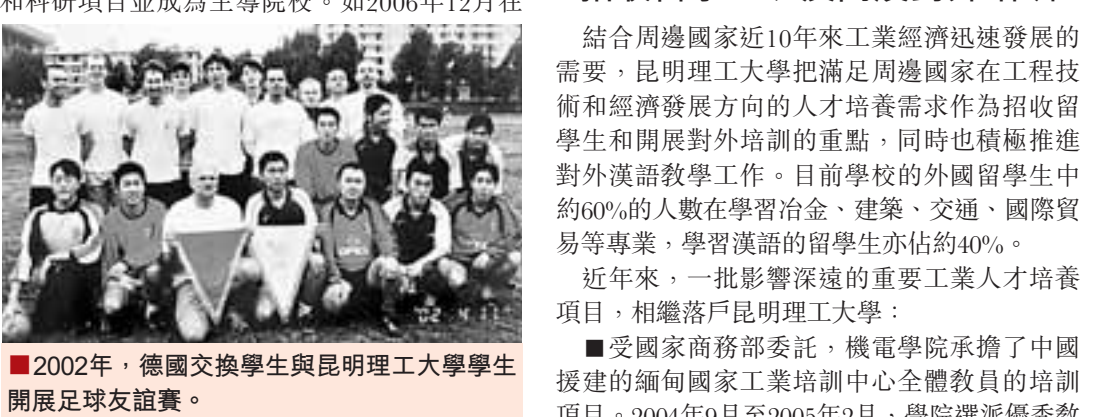 和科研項目並成為主導院校。如2006年12月在
02 4 11
■2002年，德國交換學生與昆明理工大學學生
開展足球友誼賽。
結合周邊國家近10年來工業經濟迅速發展的
需要，昆明理工大學把滿足周邊國家在工程技
術和經濟發展方向的人才培養需求作為招收留
學生和開展對外培訓的重點，同時也積極推進
對外漢語教學工作。目前學校的外國留學生中
約60%的人數在學習冶金、建築、交通、國際貿
易等專業，學習漢語的留學生亦佔約40%。
近年來，一批影響深遠的重要工業人才培養
項目，相繼落戶昆明理工大學：
■受國家商務部委託，機電學院承擔了中國
援建的緬甸國家工業培訓中心全體教員的培訓
項目。2004年9月至2005年2月，學院選派優秀教